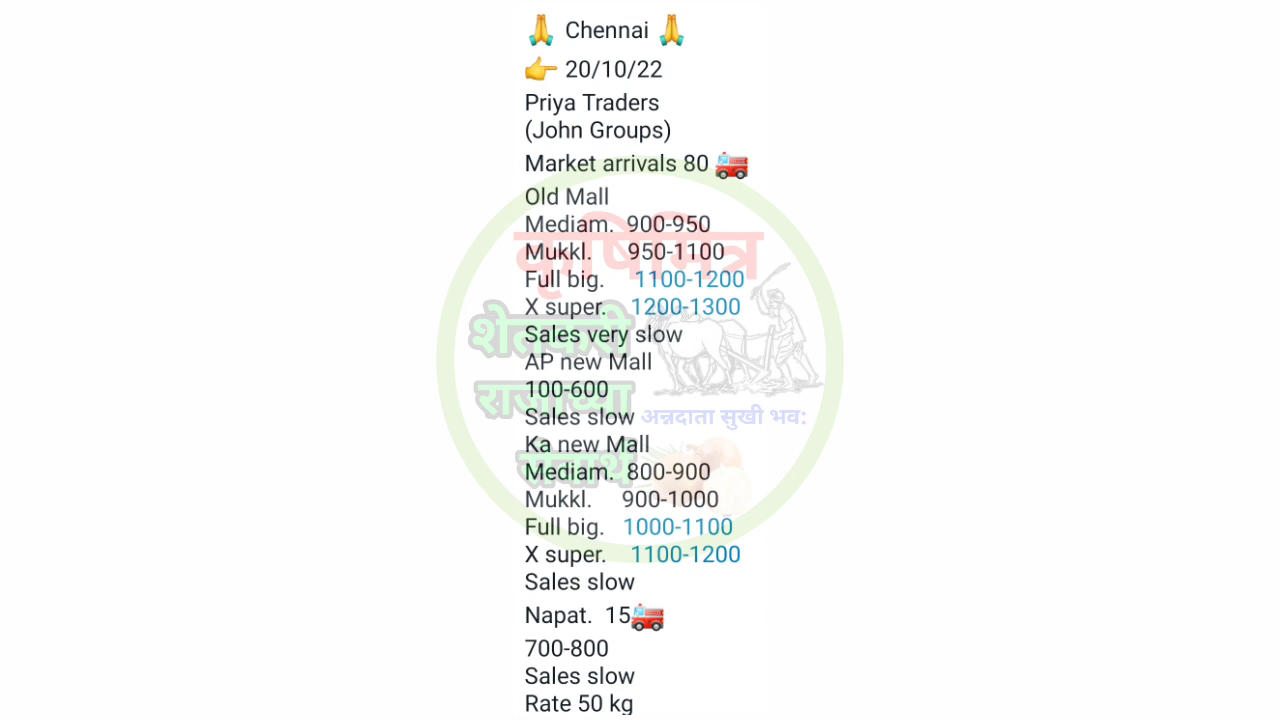 🙏 Chennai 🙏
👉 20/10/22
Priya Traders
(John Groups)
Market arrivals 80 🚒
Old Mall
Mediam. 900-950
Mukkl. 950-1100
Full big. 1100-1200
X super. 1200-1300
Sales very slow
AP new Mall
100-600
Sales slow
Ka new Mall
Mediam. 800-900
Mukkl. 900-1000
Full big. 1000-1100
X super. 1100-1200
Sales slow
Napat. 15🚒
700-800
Sales slow
Rate 50 kg
कृषिमित्र
शेतकरी
राजाच्या
सेवार्थ
अन्नदाता सुखी भव: